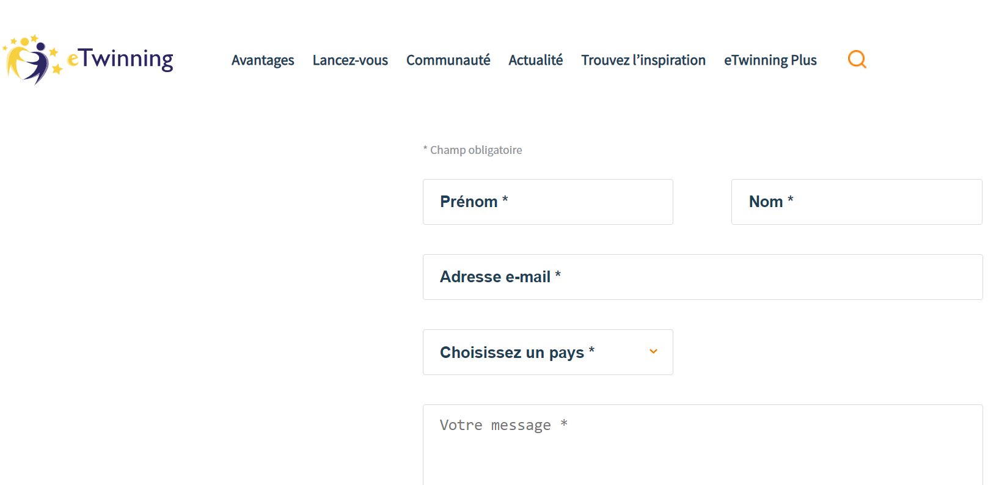 eTwinning
Avantages Lancez-vous Communauté Actualité Trouvez l’inspiration eTwinning Plus
* Champ obligatoire
Prénom * Nom *
Adresse e-mail *
Choisissez un pays *
Votre message *